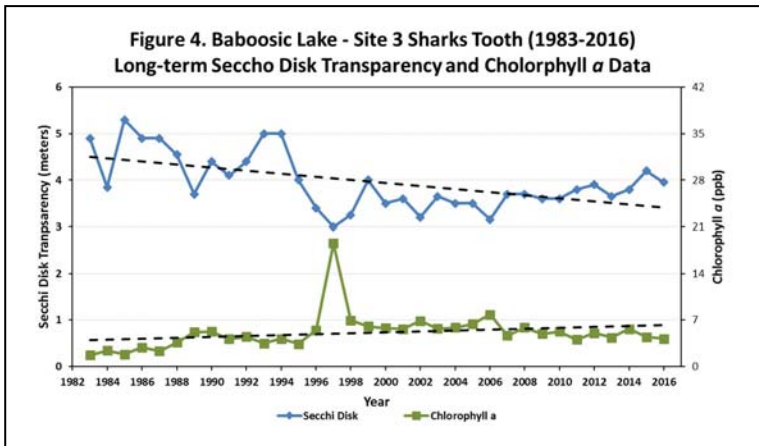 Figure 4. Baboosic Lake - Site 3 Sharks Tooth (1983-2016)
Long-term Seccho Disk Transparency and Cholorphyll a Data
Secchi Disk Tranpsarency (meters)
6
5
4
3
2
1
0
42
35
28
21
14
7
0
Chlorophyll a (ppb)
1982 1984 1986 1988 1990 1992 1994 1996 1998 2000 2002 2004 2006 2008 2010 2012 2014 2016
Year
Secchi Disk Chlorophyll a